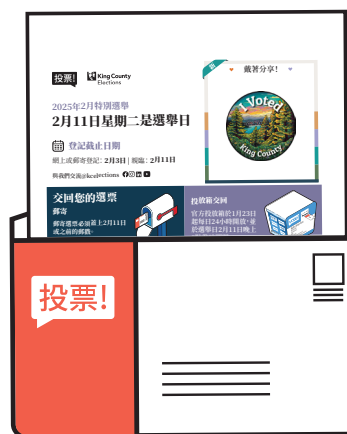 投票!
King County
Elections
2025年2月特別選舉
2月11日星期二是選舉日
登記截止日期
網上或郵寄登記: 2月3日 | 親臨: 2月11日
與我們交流@kcelections
戴著分享!
I Voted
King County
交回您的選票
郵寄
郵寄選票必須蓋上2月11日
或之前的郵戳。
投放箱交回
官方投放箱於1月23日
起每日24小時開放,並
於選舉日2月11日晚上
投票!